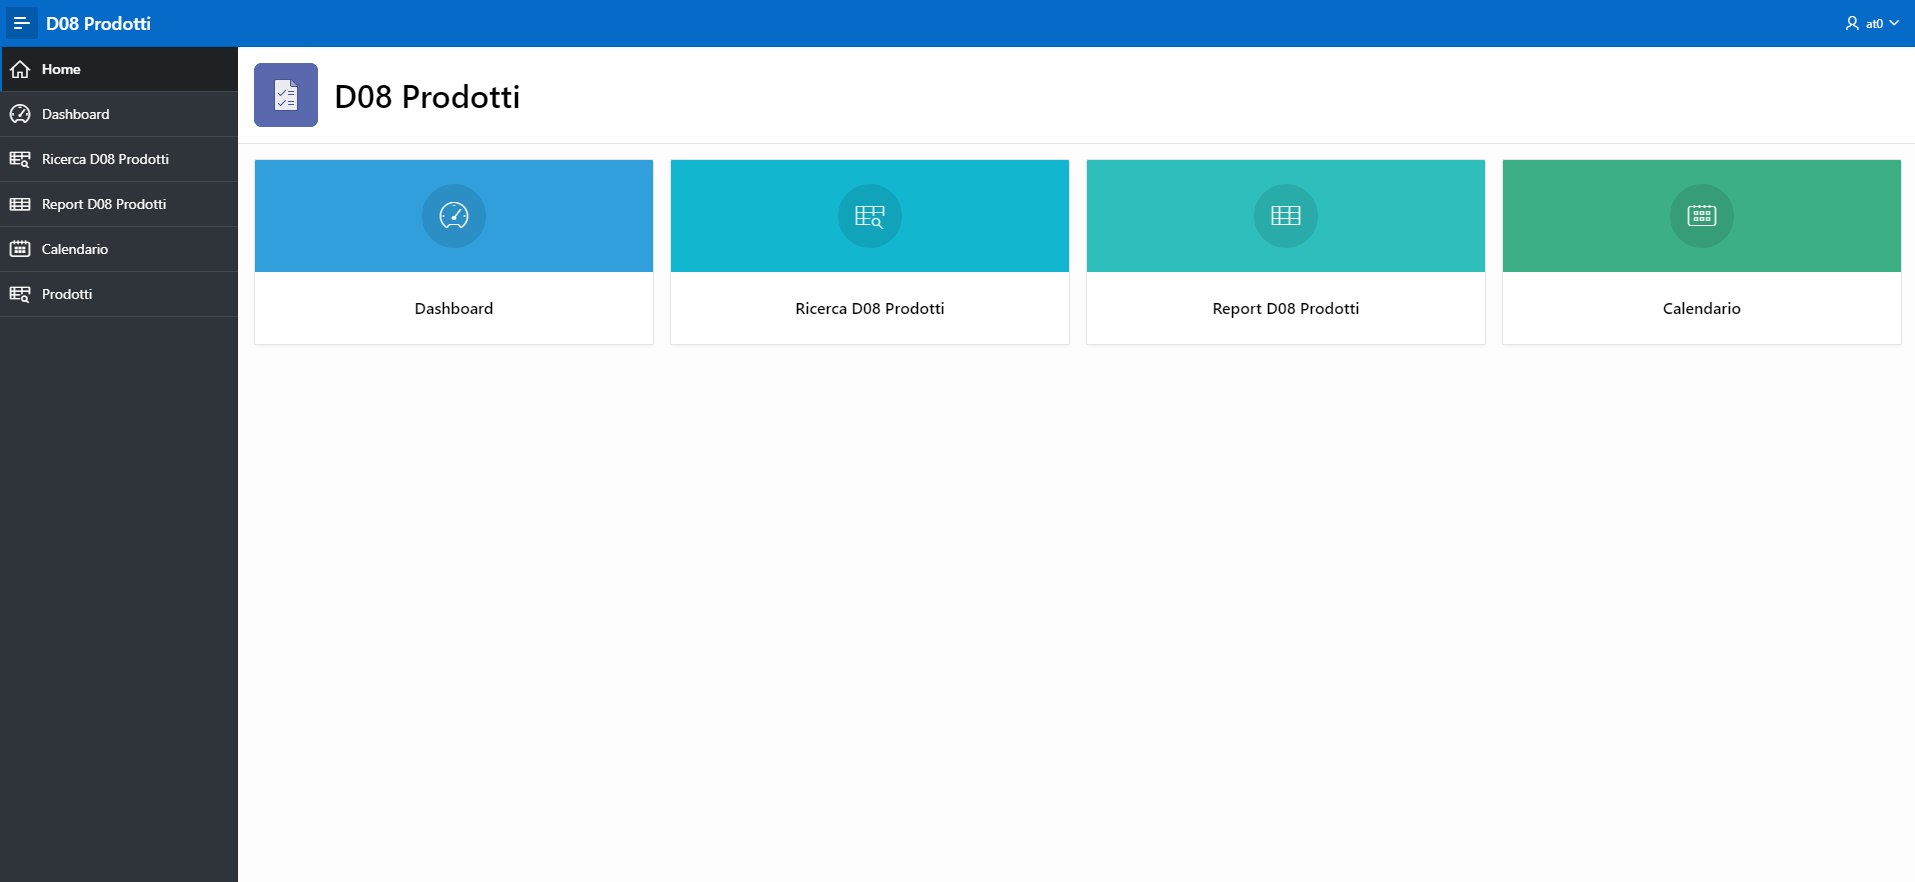 D08 Prodotti
at0
Home
Dashboard
Ricerca D08 Prodotti
Report D08 Prodotti
Calendario
Prodotti
D08 Prodotti
Dashboard
Ricerca D08 Prodotti
Report D08 Prodotti
Calendario